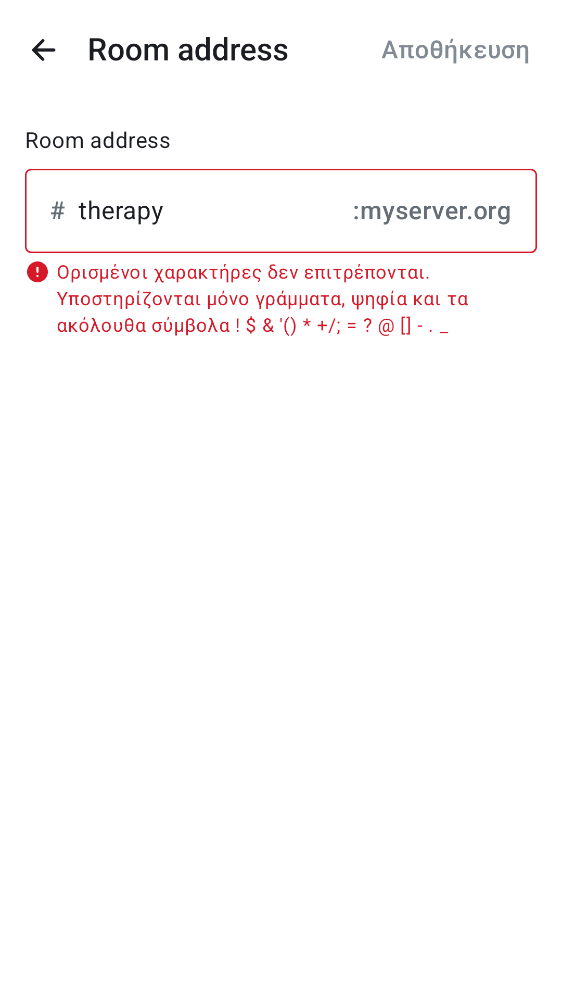 Room address Αποθήκευση
Room address
# therapy :myserver.org
Ορισμένοι χαρακτήρες δεν επιτρέπονται.
Υποστηρίζονται μόνο γράμματα, ψηφία και τα
ακόλουθα σύμβολα ! $ & '() * +/; = ? @ [] - . _